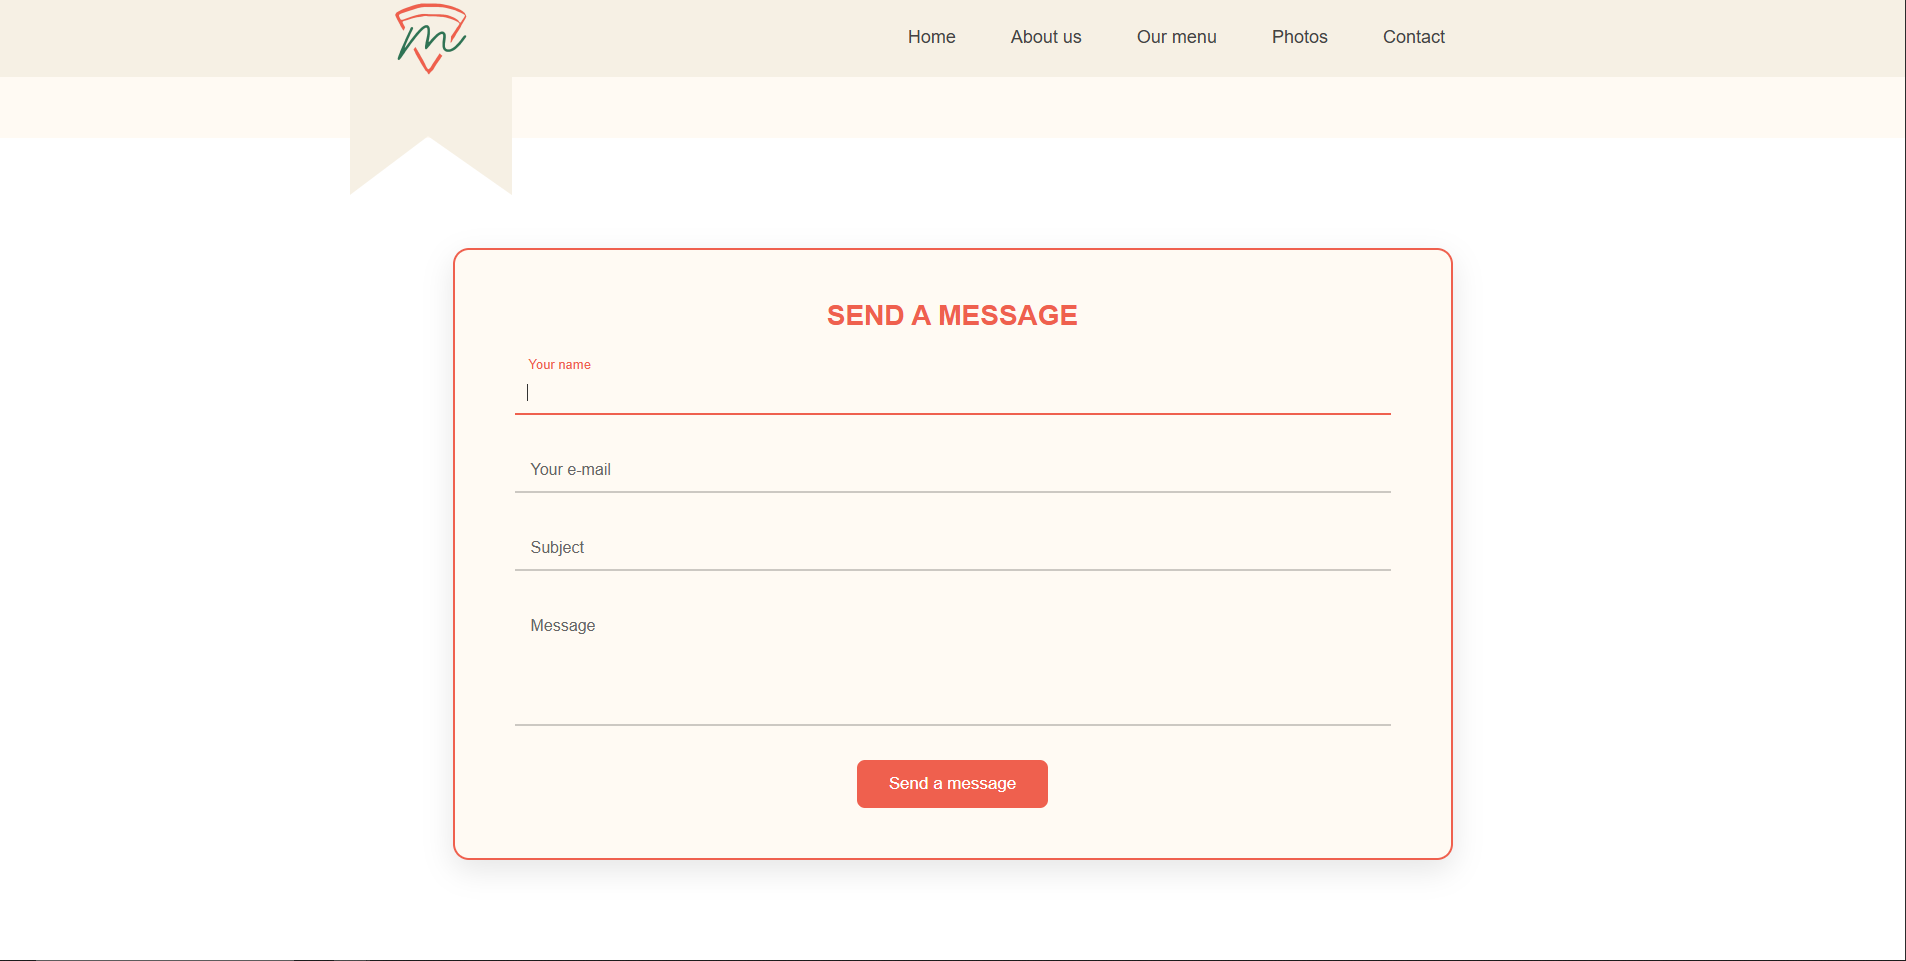 m
Home About us Our menu Photos Contact
SEND A MESSAGE
Your name
Your e-mail
Subject
Message
Send a message